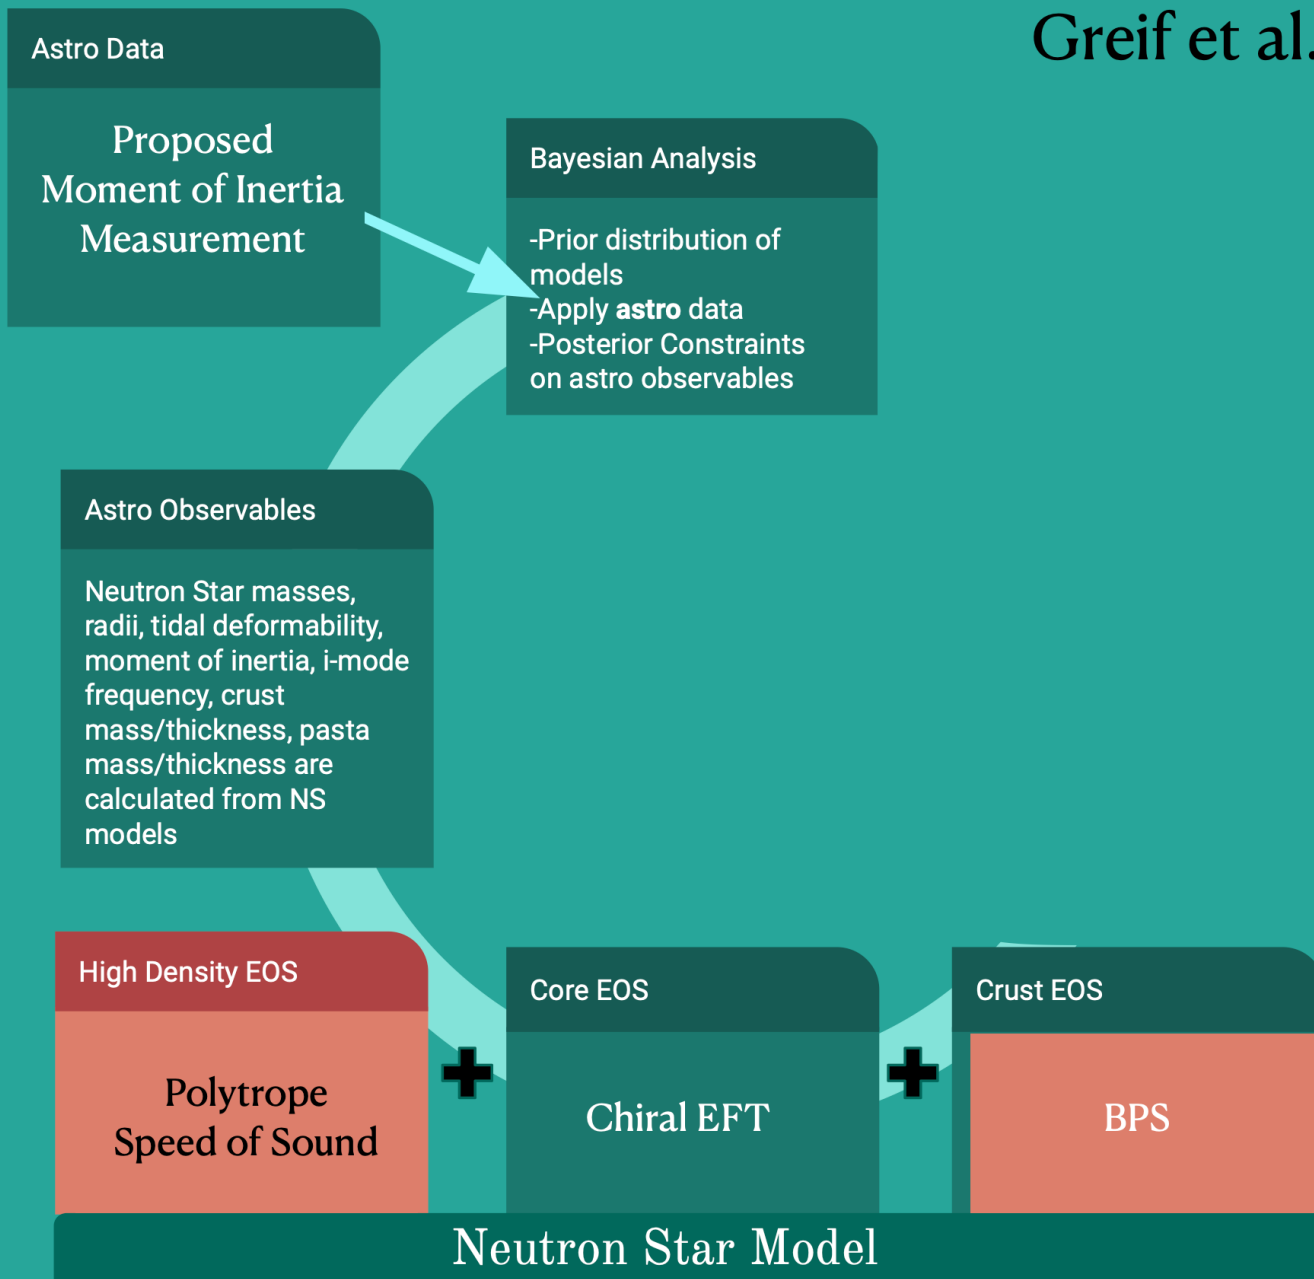 Greif et al.
Astro Data
Proposed
Moment of Inertia
Measurement
Bayesian Analysis
-Prior distribution of
models
-Apply astro data
-Posterior Constraints
on astro observables
Astro Observables
Neutron Star masses,
radii, tidal deformability,
moment of inertia, i-mode
frequency, crust
mass/thickness, pasta
mass/thickness are
calculated from NS
models
High Density EOS
Polytrope
Speed of Sound
Core EOS
Chiral EFT
Crust EOS
BPS
Neutron Star Model